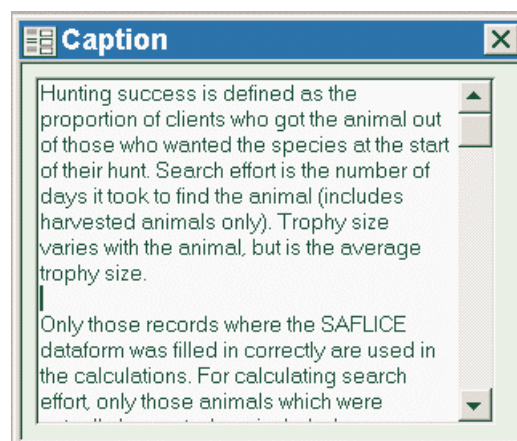 Caption
Hunting success is defined as the
proportion of clients who got the animal out
of those who wanted the species at the start
of their hunt. Search effort is the number of
days it took to find the animal (includes
harvested animals only). Trophy size
varies with the animal, but is the average
trophy size.
Only those records where the SAFLICE
dataform was filled in correctly are used in
the calculations. For calculating search
effort, only those animals which were